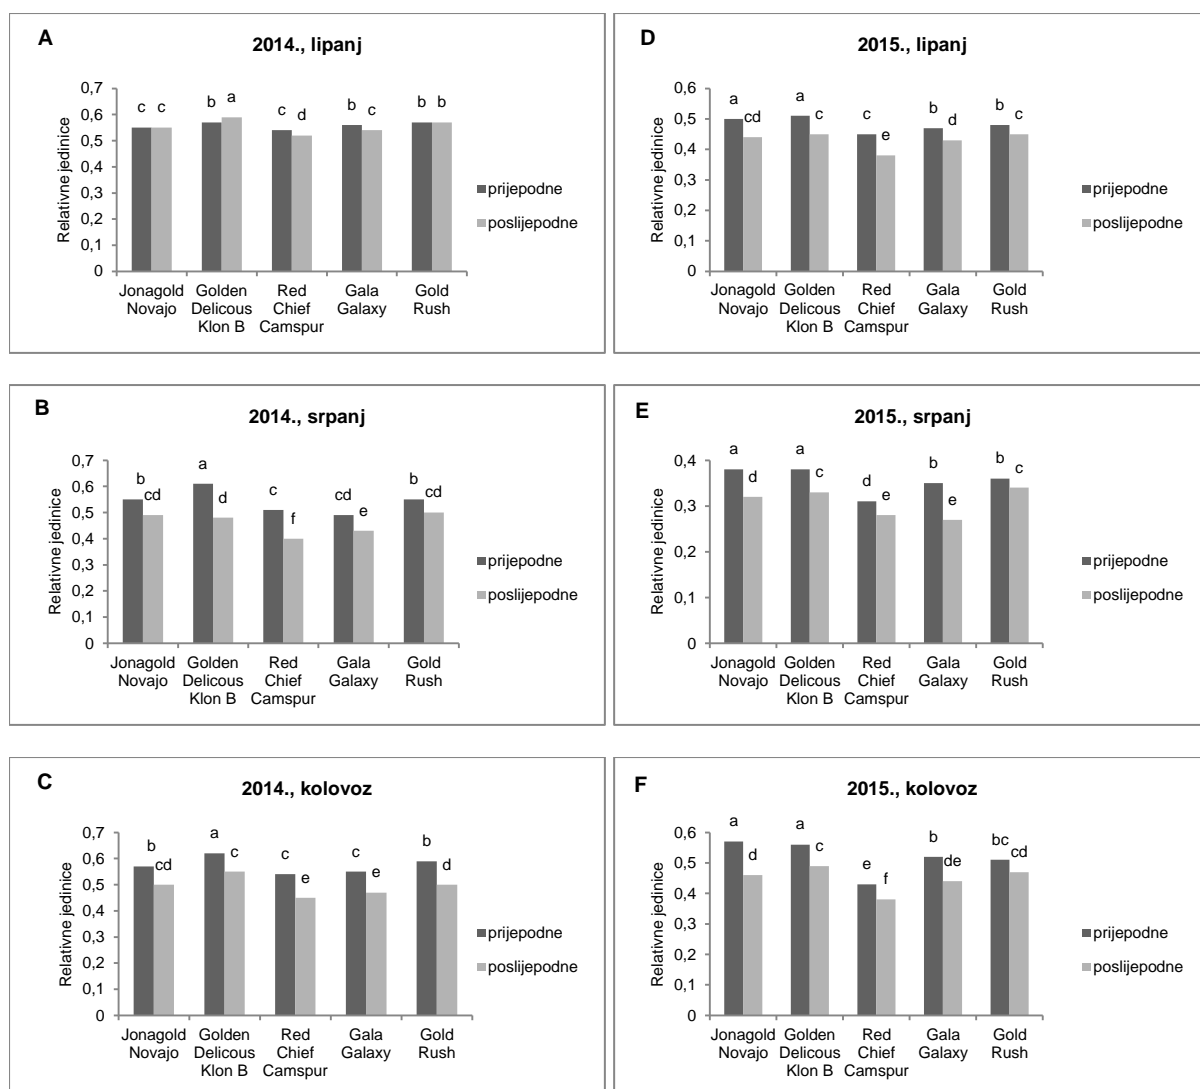 A
2014., lipanj
Relativne jedinice
0,7
0,6
0,5
0,4
0,3
0,2
0,1
0
c c b a c d b c b b
Jonagold Novajo
Golden Delicous Klon B
Red Chief Camspur
Gala Galaxy
Gold Rush
prijepodne
poslijepodne
D
2015., lipanj
Relativne jedinice
0,6
0,5
0,4
0,3
0,2
0,1
0
a cd a c c e b d b c
Jonagold Novajo
Golden Delicous Klon B
Red Chief Camspur
Gala Galaxy
Gold Rush
prijepodne
poslijepodne
B
2014., srpanj
Relativne jedinice
0,7
0,6
0,5
0,4
0,3
0,2
0,1
0
b cd a d c f cd e b cd
Jonagold Novajo
Golden Delicous Klon B
Red Chief Camspur
Gala Galaxy
Gold Rush
prijepodne
poslijepodne
E
2015., srpanj
Relativne jedinice
0,4
0,3
0,2
0,1
0
a d a c d e b e b c
Jonagold Novajo
Golden Delicous Klon B
Red Chief Camspur
Gala Galaxy
Gold Rush
prijepodne
poslijepodne
C
2014., kolovoz
Relativne jedinice
0,7
0,6
0,5
0,4
0,3
0,2
0,1
0
b cd a c c e c e b d
Jonagold Novajo
Golden Delicous Klon B
Red Chief Camspur
Gala Galaxy
Gold Rush
prijepodne
poslijepodne
F
2015., kolovoz
Relativne jedinice
0,6
0,5
0,4
0,3
0,2
0,1
0
a d a c e f b de bc cd
Jonagold Novajo
Golden Delicous Klon B
Red Chief Camspur
Gala Galaxy
Gold Rush
prijepodne
poslijepodne